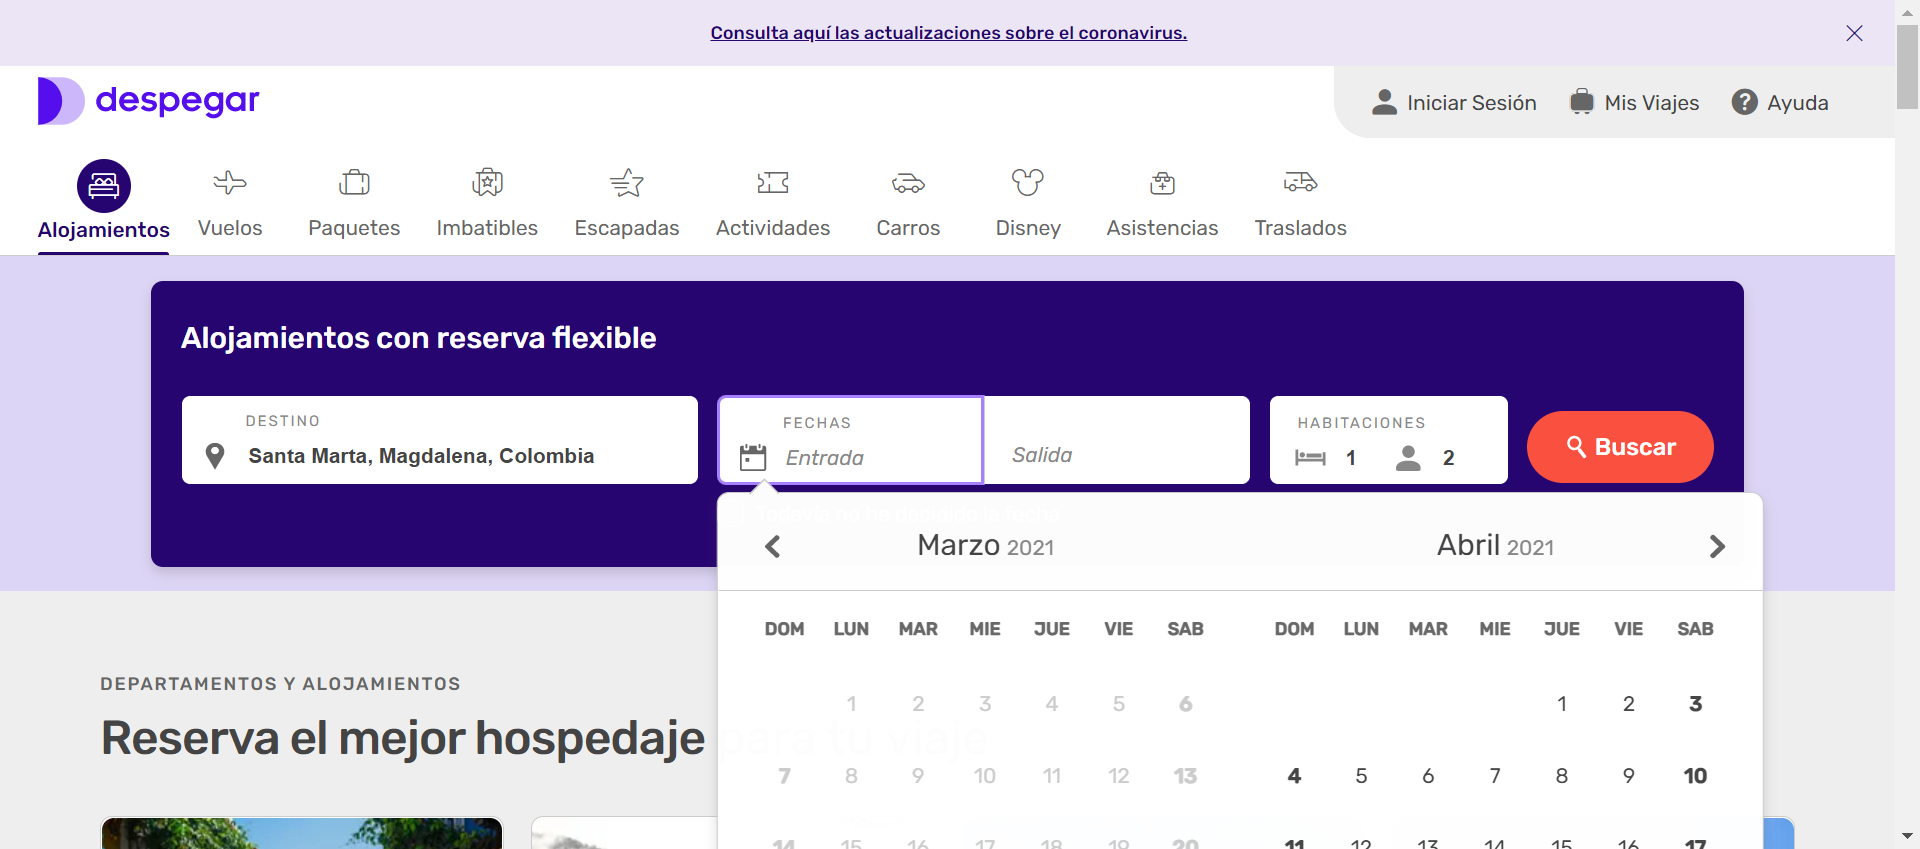 Consulta aquí las actualizaciones sobre el coronavirus.
despegar
Iniciar Sesión
Mis Viajes
? Ayuda
Alojamientos
Vuelos
Paquetes
Imbatibles
Escapadas
Actividades
Carros
Disney
Asistencias
Traslados
Alojamientos con reserva flexible
DESTINO
Santa Marta, Magdalena, Colombia
FECHAS
Entrada
Salida
HABITACIONES
1 2
Buscar
Marzo 2021
Abril 2021
DOM LUN MAR MIE JUE VIE SAB
DOM LUN MAR MIE JUE VIE SAB
1 2 3 4 5 6
1 2 3
7 8 9 10 11 12 13
4 5 6 7 8 9 10
14 15 16 17 18 19 20
11 12 13 14 15 16 17
DEPARTAMENTOS Y ALOJAMIENTOS
Reserva el mejor hospedaje para tu viaje